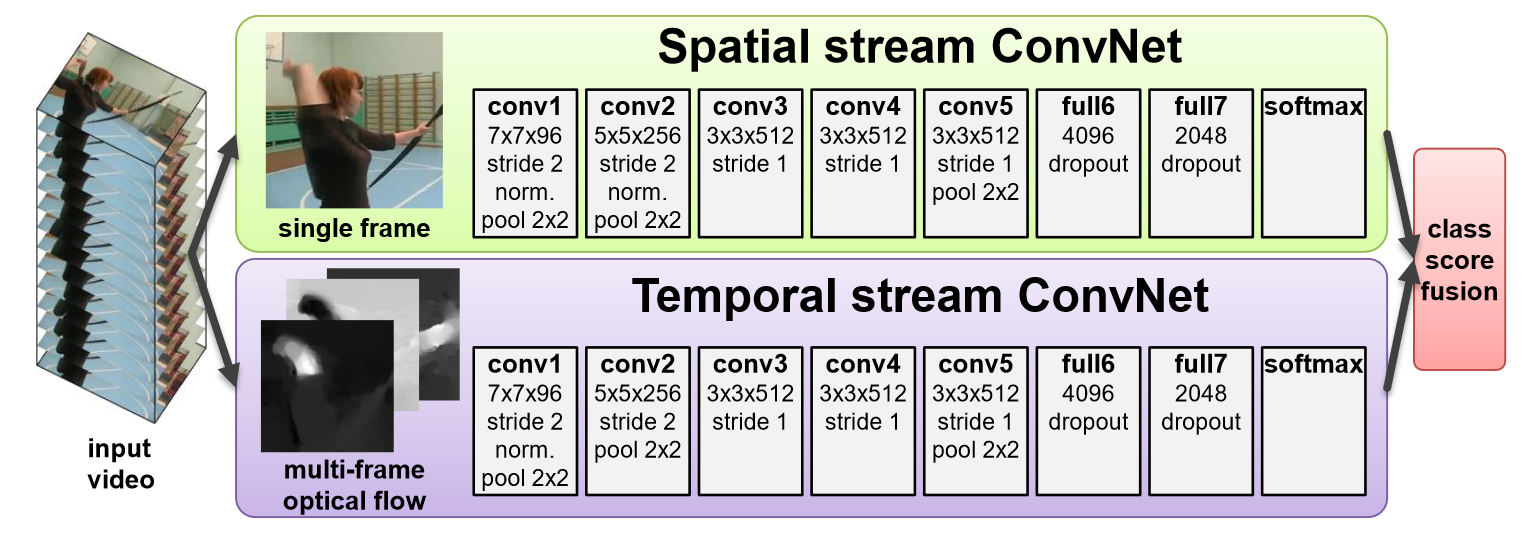 Spatial stream ConvNet
conv1
7x7x96
stride 2
norm.
pool 2x2
conv2
5x5x256
stride 2
norm.
pool 2x2
conv3
3x3x512
stride 1
conv4
3x3x512
stride 1
conv5
3x3x512
stride 1
pool 2x2
full6
4096
dropout
full7
2048
dropout
softmax
single frame
Temporal stream ConvNet
conv1
7x7x96
stride 2
norm.
pool 2x2
conv2
5x5x256
stride 2
pool 2x2
conv3
3x3x512
stride 1
conv4
3x3x512
stride 1
conv5
3x3x512
stride 1
pool 2x2
full6
4096
dropout
full7
2048
dropout
softmax
multi-frame
optical flow
input
video
class
score
fusion